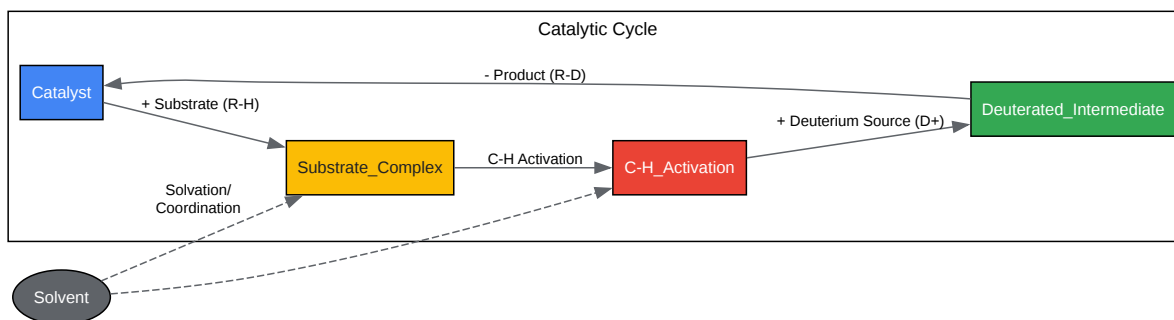 Catalytic Cycle
- Product (R-D)
Catalyst
+ Substrate (R-H)
Deuterated_Intermediate
+ Deuterium Source (D+)
Substrate_Complex
C-H Activation
C-H_Activation
Solvation/
Coordination
Solvent